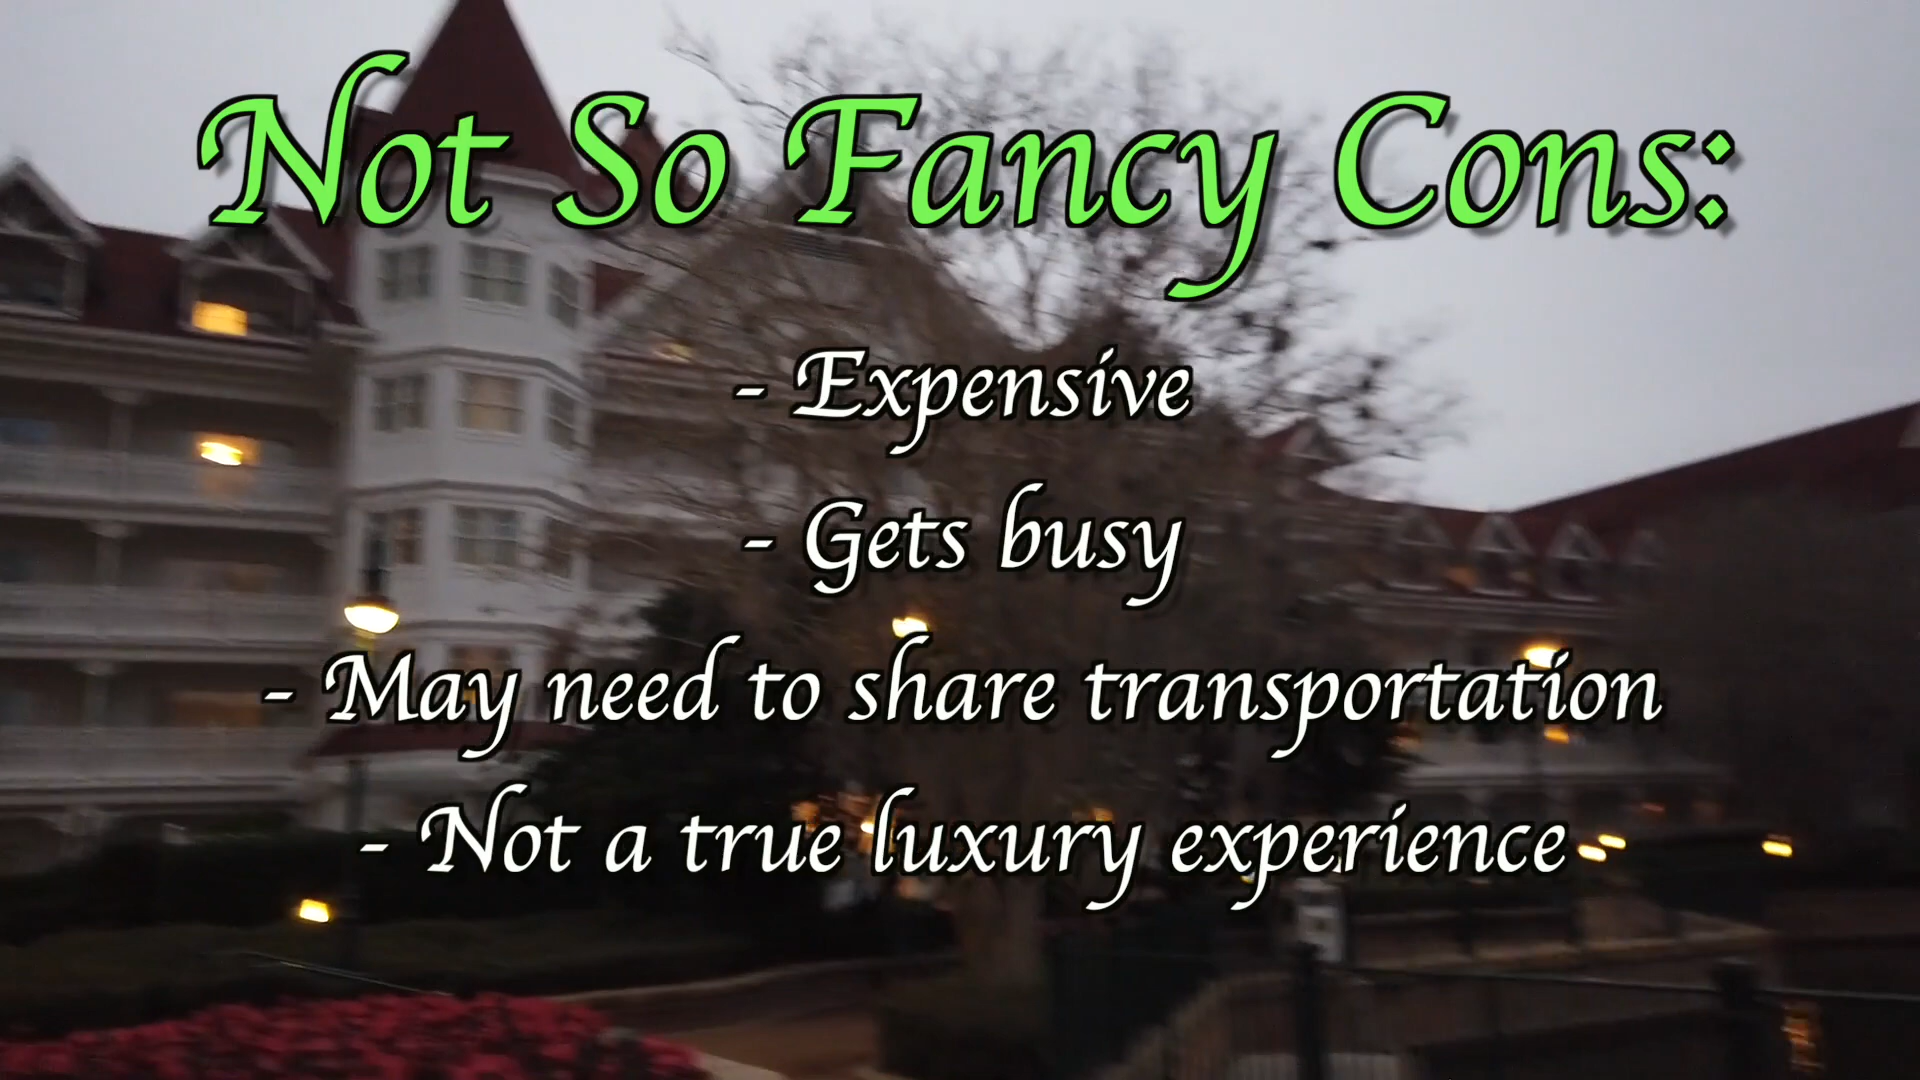 Not So Fancy Cons:
- Expensive
- Gets busy
- May need to share transportation
- Not a true luxury experience